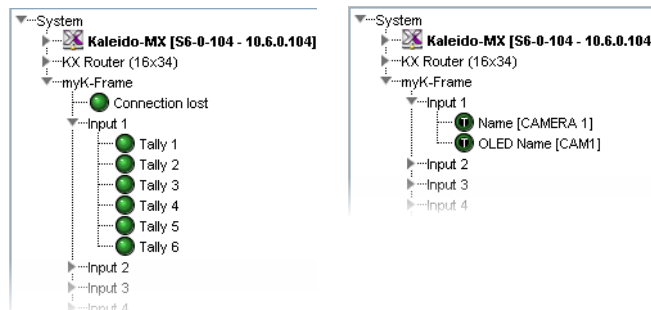 System
Kaleido-MX [S6-0-104 - 10.6.0.104]
KX Router (16x34)
myK-Frame
Connection lost
Input 1
Tally 1
Tally 2
Tally 3
Tally 4
Tally 5
Tally 6
Input 2
Input 3
Input 4
System
Kaleido-MX [S6-0-104 - 10.6.0.104
KX Router (16x34)
myK-Frame
Input 1
T Name [CAMERA 1]
T OLED Name [CAM1]
Input 2
Input 3
Input 4